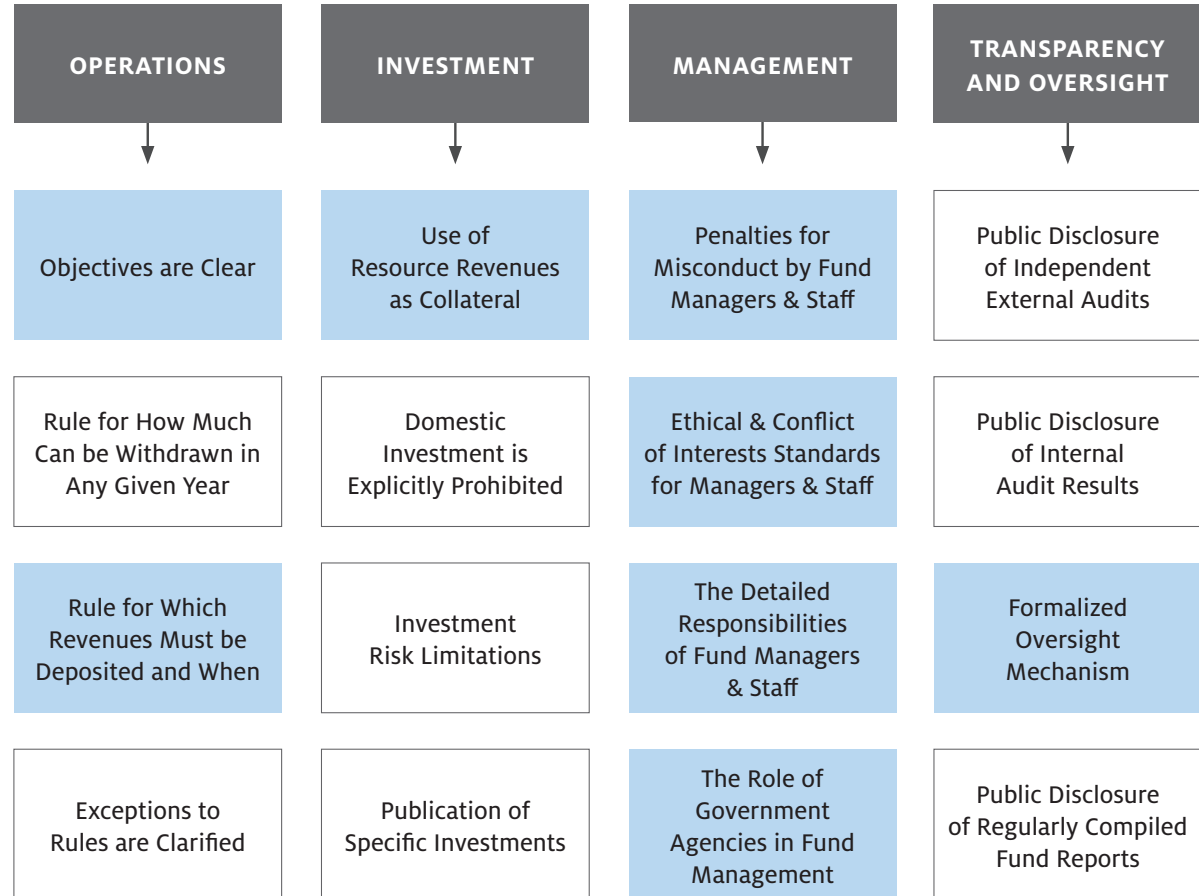 OPERATIONS
INVESTMENT
MANAGEMENT
TRANSPARENCY
AND OVERSIGHT
Objectives are Clear
Use of
Resource Revenues
as Collateral
Penalties for
Misconduct by Fund
Managers & Staff
Public Disclosure
of Independent
External Audits
Rule for How Much
Can be Withdrawn in
Any Given Year
Domestic
Investment is
Explicitly Prohibited
Ethical & Conflict
of Interests Standards
for Managers & Staff
Public Disclosure
of Internal
Audit Results
Rule for Which
Revenues Must be
Deposited and When
Investment
Risk Limitations
The Detailed
Responsibilities
of Fund Managers
& Staff
Formalized
Oversight
Mechanism
Exceptions to
Rules are Clarified
Publication of
Specific Investments
The Role of
Government
Agencies in Fund
Management
Public Disclosure
of Regularly Compiled
Fund Reports